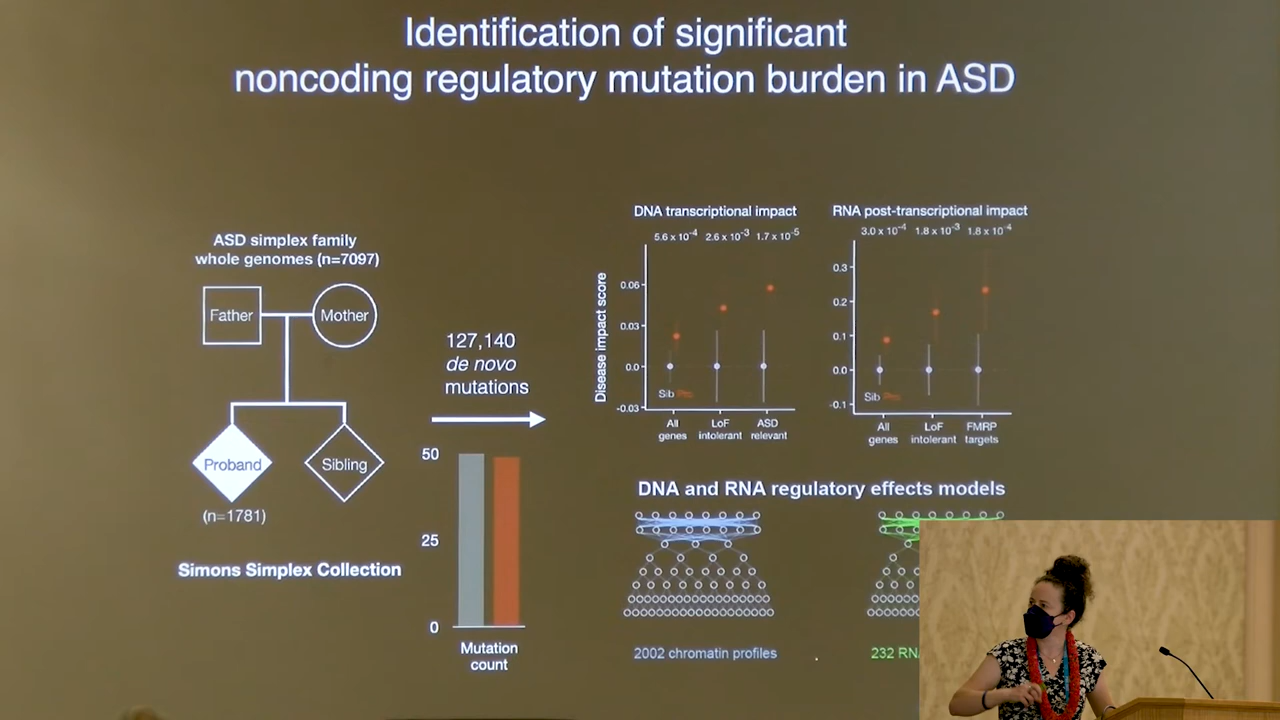 Identification of significant
noncoding regulatory mutation burden in ASD
ASD simplex family
whole genomes (n=7097)
Father
Mother
Proband
Sibling
(n=1781)
Simons Simplex Collection
127,140
de novo
mutations
50
25
0
Mutation
count
DNA transcriptional impact
5.6 x 10⁻⁴ 2.6 x 10⁻³ 1.7 x 10⁻⁵
Disease impact score
0.06
0.03
0.0
-0.03
Sib
All
genes
LoF
intolerant
ASD
relevant
RNA post-transcriptional impact
3.0 x 10⁻⁴ 1.8 x 10⁻³ 1.8 x 10⁻⁴
0.3
0.2
0.1
0.0
-0.1
Sib
All
genes
LoF
intolerant
FMRP
targets
DNA and RNA regulatory effects models
2002 chromatin profiles
232